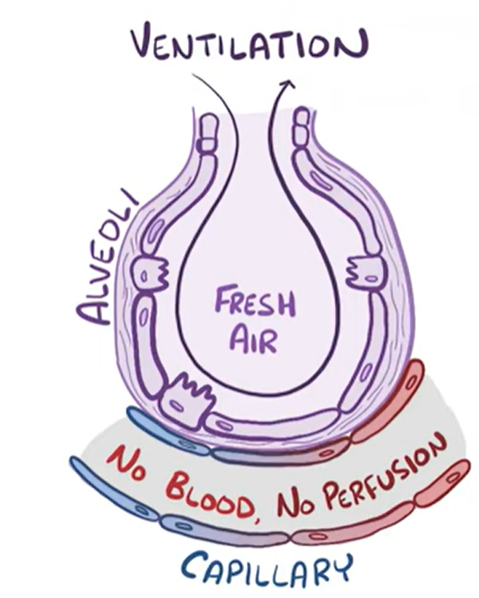 VENTILATION
ALVEOLI
FRESH
AIR
No BLOOD, No PERFUSION
CAPILLARY